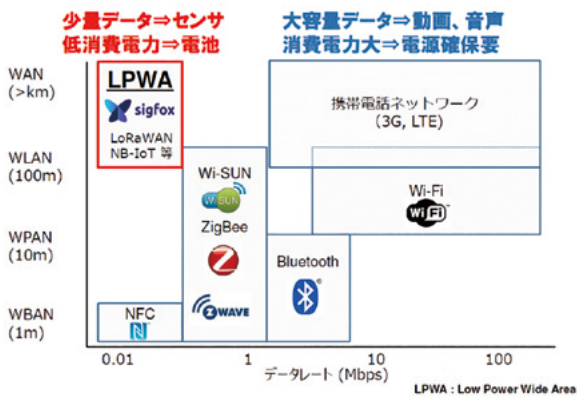 少量データ⇒センサ
低消費電力⇒電池
大容量データ⇒動画、音声
消費電力大⇒電源確保要
WAN
(>km)
LPWA
sigfox
LoRaWAN
NB-IoT 等
携帯電話ネットワーク
(3G, LTE)
WLAN
(100m)
Wi-SUN
Wi-SUN
Wi-Fi
Wi Fi™
ZigBee
WPAN
(10m)
Bluetooth
®
Z-WAVE
WBAN
(1m)
NFC
N
0.01
1
10
100
データレート (Mbps)
LPWA : Low Power Wide Area